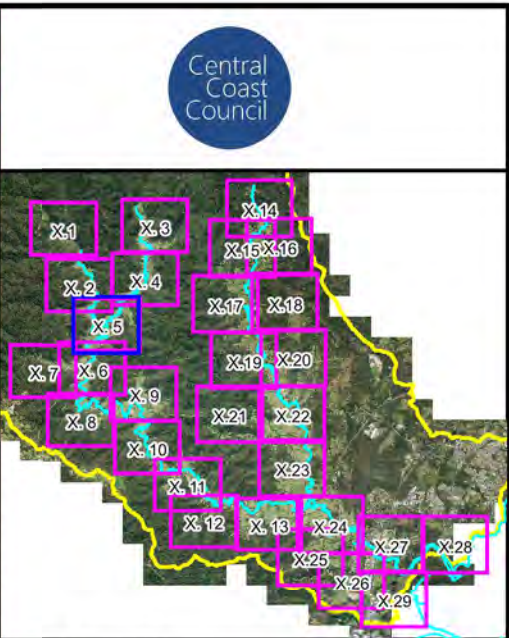 Central
Coast
Council
X.1
X. 3
X.14
X.15
X.16
X. 2
X. 4
X.17
X.18
X. 5
X. 7
X. 6
X.19
X.20
X. 9
X. 8
X.21
X.22
X. 10
X.23
X. 11
X. 12
X. 13
X.24
X.25
X.27
X.28
X.26
X.29